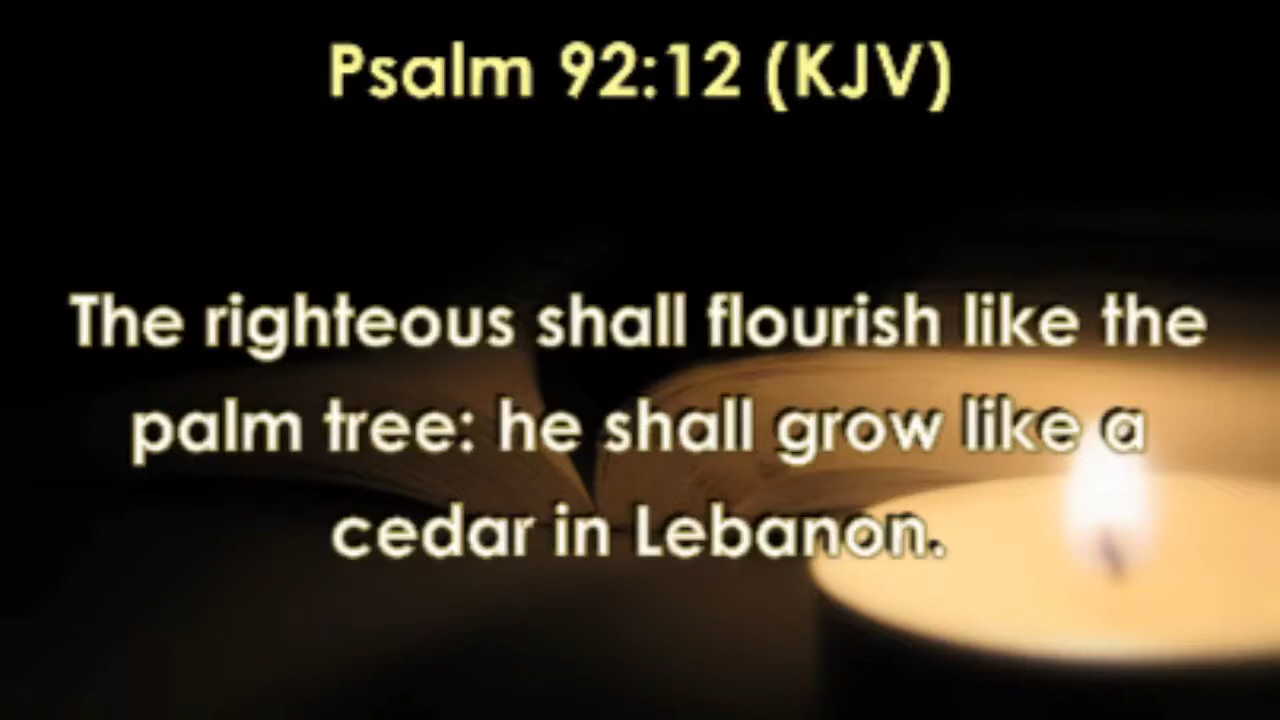 Psalm 92:12 (KJV)
The righteous shall flourish like the
palm tree: he shall grow like a
cedar in Lebanon.